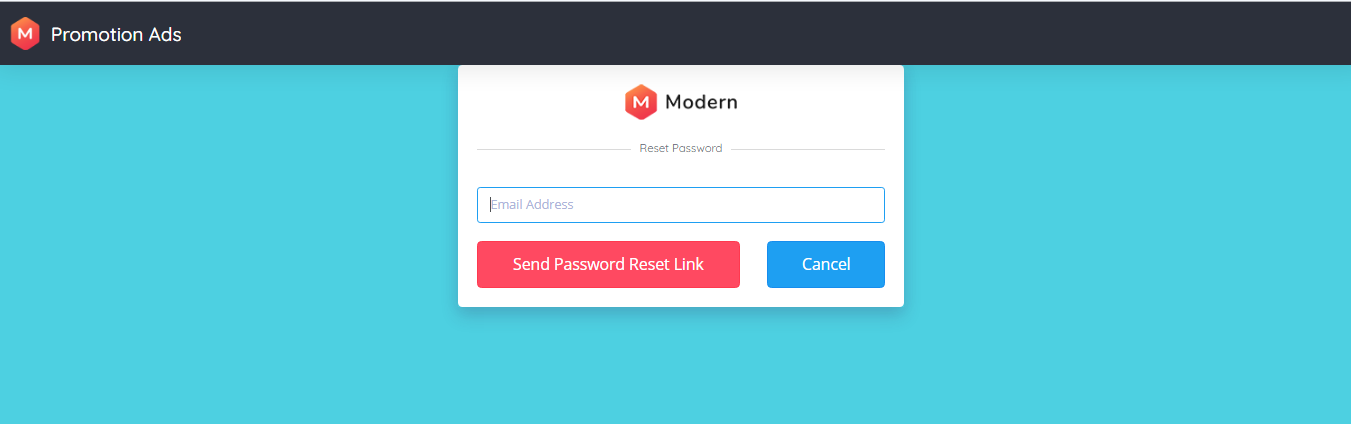 M Promotion Ads
M Modern
Reset Password
Email Address
Send Password Reset Link Cancel